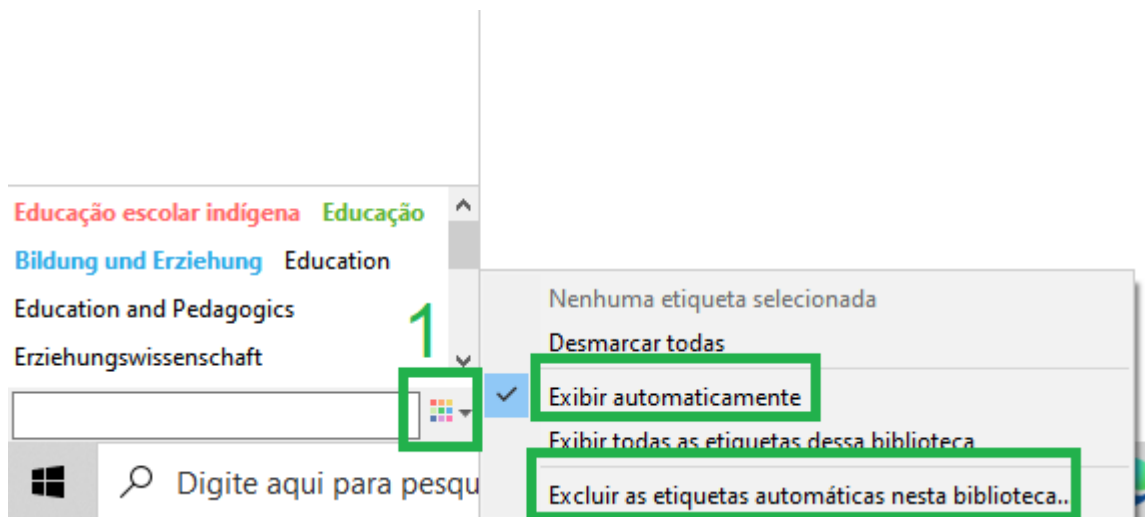 Educação escolar indígena Educação
Bildung und Erziehung Education
Education and Pedagogics
Erziehungswissenschaft
1
Nenhuma etiqueta selecionada
Desmarcar todas
Exibir automaticamente
Exibir todas as etiquetas dessa biblioteca
Excluir as etiquetas automáticas nesta biblioteca..
Digite aqui para pesqu